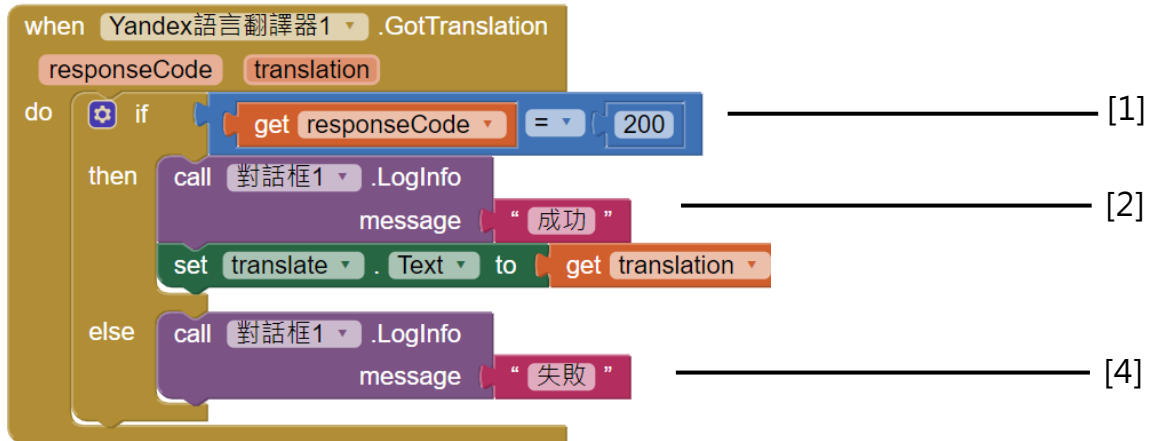 when Yandex語言翻譯器1 .GotTranslation
responseCode translation
do if get responseCode = 200 [1]
then call 對話框1 .LogInfo
message “ 成功 ” [2]
set translate . Text to get translation
else call 對話框1 .LogInfo
message “ 失敗 ” [4]